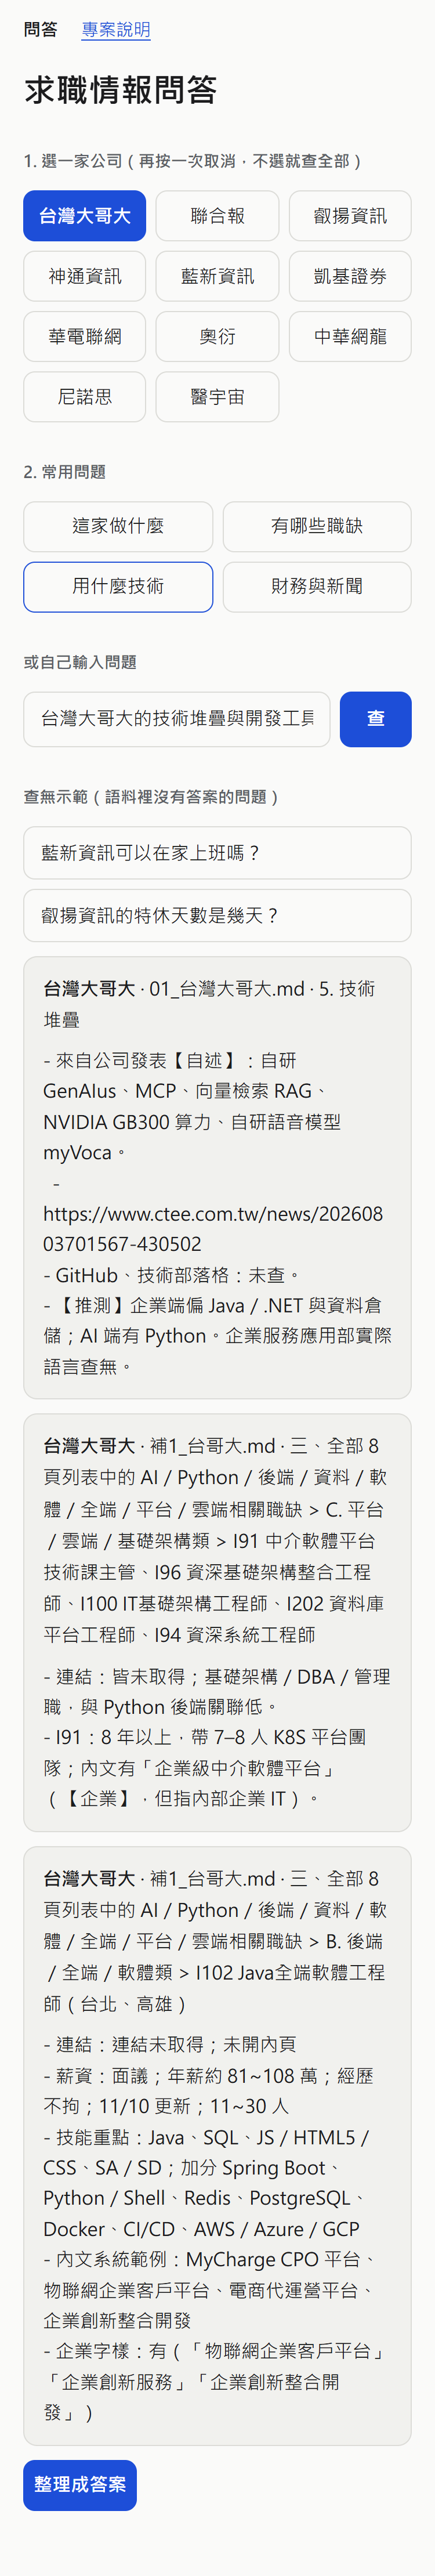 問答 專案說明
求職情報問答
1. 選一家公司（再按一次取消，不選就查全部）
台灣大哥大 聯合報 叡揚資訊
神通資訊 藍新資訊 凱基證券
華電聯網 奧衍 中華網龍
尼諾思 醫宇宙
2. 常用問題
這家做什麼 有哪些職缺
用什麼技術 財務與新聞
或自己輸入問題
台灣大哥大的技術堆疊與開發工具 查
查無示範（語料裡沒有答案的問題）
藍新資訊可以在家上班嗎？
叡揚資訊的特休天數是幾天？
台灣大哥大 · 01_台灣大哥大.md · 5. 技術
堆疊
- 來自公司發表【自述】：自研
GenAIus、MCP、向量檢索 RAG、
NVIDIA GB300 算力、自研語音模型
myVoca。
-
https://www.ctee.com.tw/news/202608
03701567-430502
- GitHub、技術部落格：未查。
- 【推測】企業端偏 Java / .NET 與資料倉
儲；AI 端有 Python。企業服務應用部實際
語言查無。
台灣大哥大 · 補1_台哥大.md · 三、全部 8
頁列表中的 AI / Python / 後端 / 資料 / 軟
體 / 全端 / 平台 / 雲端相關職缺 > C. 平台
/ 雲端 / 基礎架構類 > I91 中介軟體平台
技術課主管、I96 資深基礎架構整合工程
師、I100 IT基礎架構工程師、I202 資料庫
平台工程師、I94 資深系統工程師
- 連結：皆未取得；基礎架構 / DBA / 管理
職，與 Python 後端關聯低。
- I91：8 年以上，帶 7–8 人 K8S 平台團
隊；內文有「企業級中介軟體平台」
（【企業】，但指內部企業 IT）。
台灣大哥大 · 補1_台哥大.md · 三、全部 8
頁列表中的 AI / Python / 後端 / 資料 / 軟
體 / 全端 / 平台 / 雲端相關職缺 > B. 後端
/ 全端 / 軟體類 > I102 Java全端軟體工程
師（台北、高雄）
- 連結：連結未取得；未開內頁
- 薪資：面議；年薪約 81~108 萬；經歷
不拘；11/10 更新；11~30 人
- 技能重點：Java、SQL、JS / HTML5 /
CSS、SA / SD；加分 Spring Boot、
Python / Shell、Redis、PostgreSQL、
Docker、CI/CD、AWS / Azure / GCP
- 內文系統範例：MyCharge CPO 平台、
物聯網企業客戶平台、電商代運營平台、
企業創新整合開發
- 企業字樣：有（「物聯網企業客戶平台」
「企業創新服務」「企業創新整合開
發」）
整理成答案